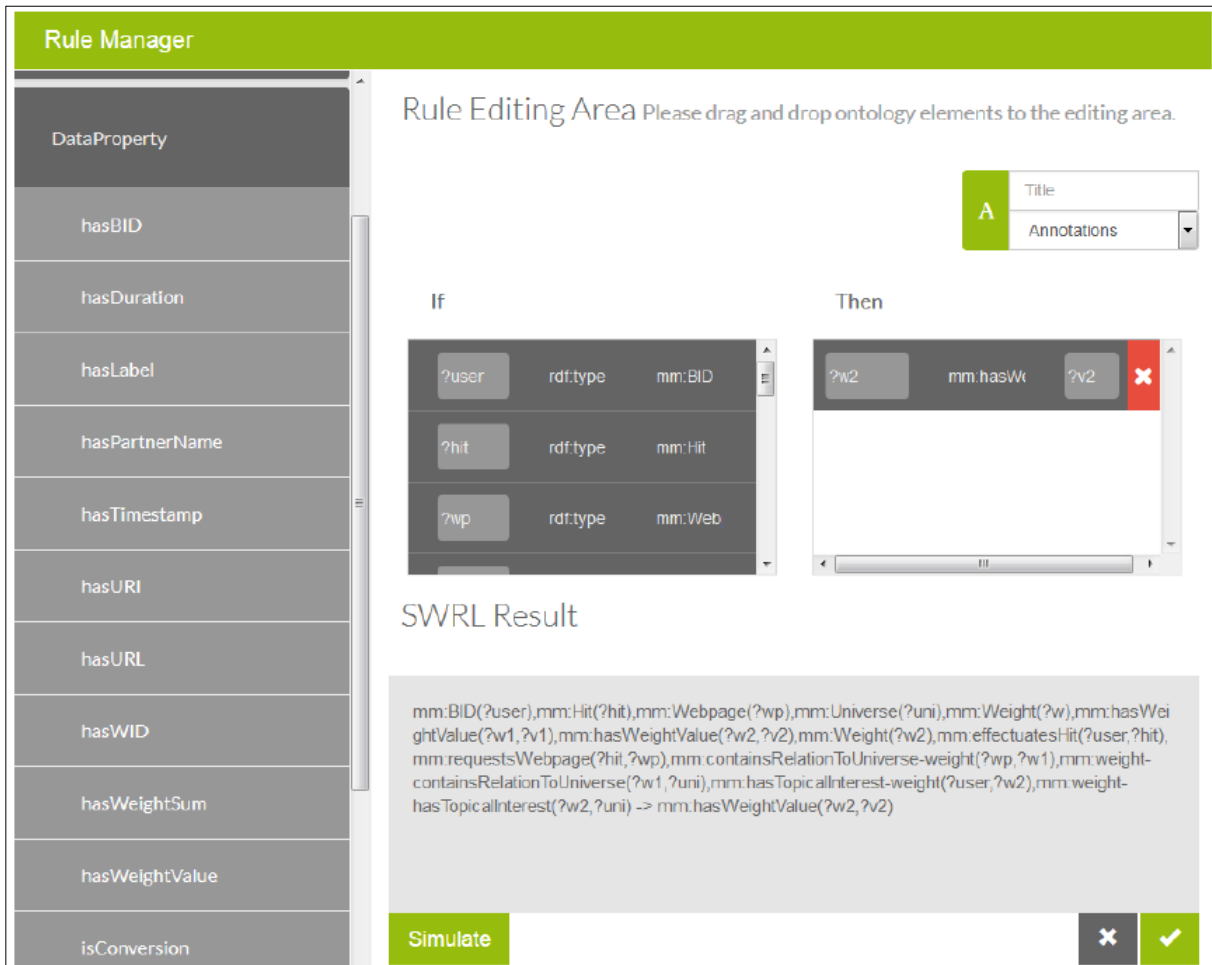 Rule Manager
DataProperty
hasBID
hasDuration
hasLabel
hasPartnerName
hasTimestamp
hasURI
hasURL
hasWID
hasWeightSum
hasWeightValue
isConversion
Rule Editing Area Please drag and drop ontology elements to the editing area.
A
Title
Annotations
If
?user rdf:type mm:BID
?hit rdf:type mm:Hit
?wp rdf:type mm:Web
Then
?w2 mm:hasWe ?v2
SWRL Result
mm:BID(?user),mm:Hit(?hit),mm:Webpage(?wp),mm:Universe(?uni),mm:Weight(?w),mm:hasWei
ghtValue(?w1,?v1),mm:hasWeightValue(?w2,?v2),mm:Weight(?w2),mm:effectuatesHit(?user,?hit),
mm:requestsWebpage(?hit,?wp),mm:containsRelationToUniverse-weight(?wp,?w1),mm:weight-
containsRelationToUniverse(?w1,?uni),mm:hasTopicalInterest-weight(?user,?w2),mm:weight-
hasTopicalInterest(?w2,?uni) -> mm:hasWeightValue(?w2,?v2)
Simulate